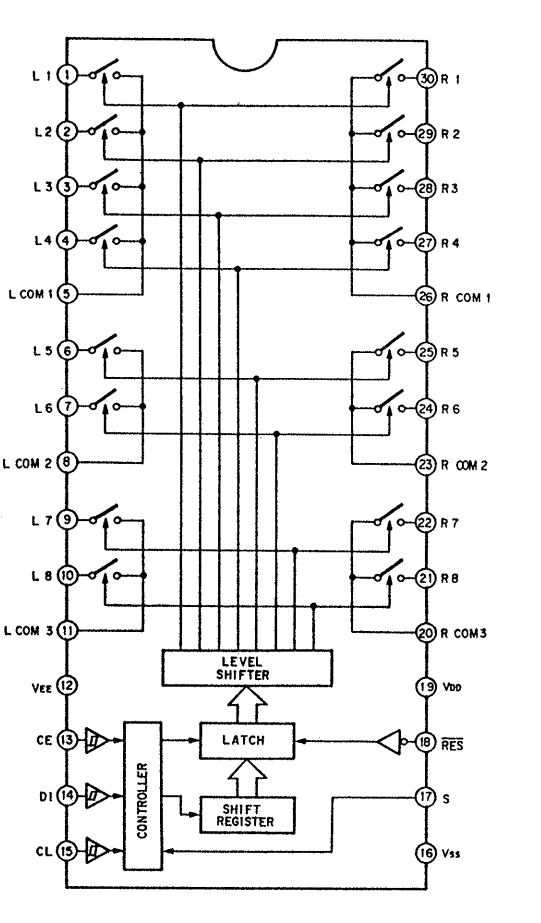 L 1 1 30 R 1
L2 2 29 R 2
L 3 3 28 R3
L4 4 27 R 4
L COM 1 5 26 R COM 1
L 5 6 25 R 5
L6 7 24 R 6
L COM 2 8 23 R COM 2
L 7 9 22 R 7
L 8 10 21 R 8
L COM 3 11 20 R COM3
LEVEL
SHIFTER
VEE 12 19 VDD
CE 13 LATCH 18 RES
DI 14 CONTROLLER 17 S
SHIFT
REGISTER
CL 15 16 Vss